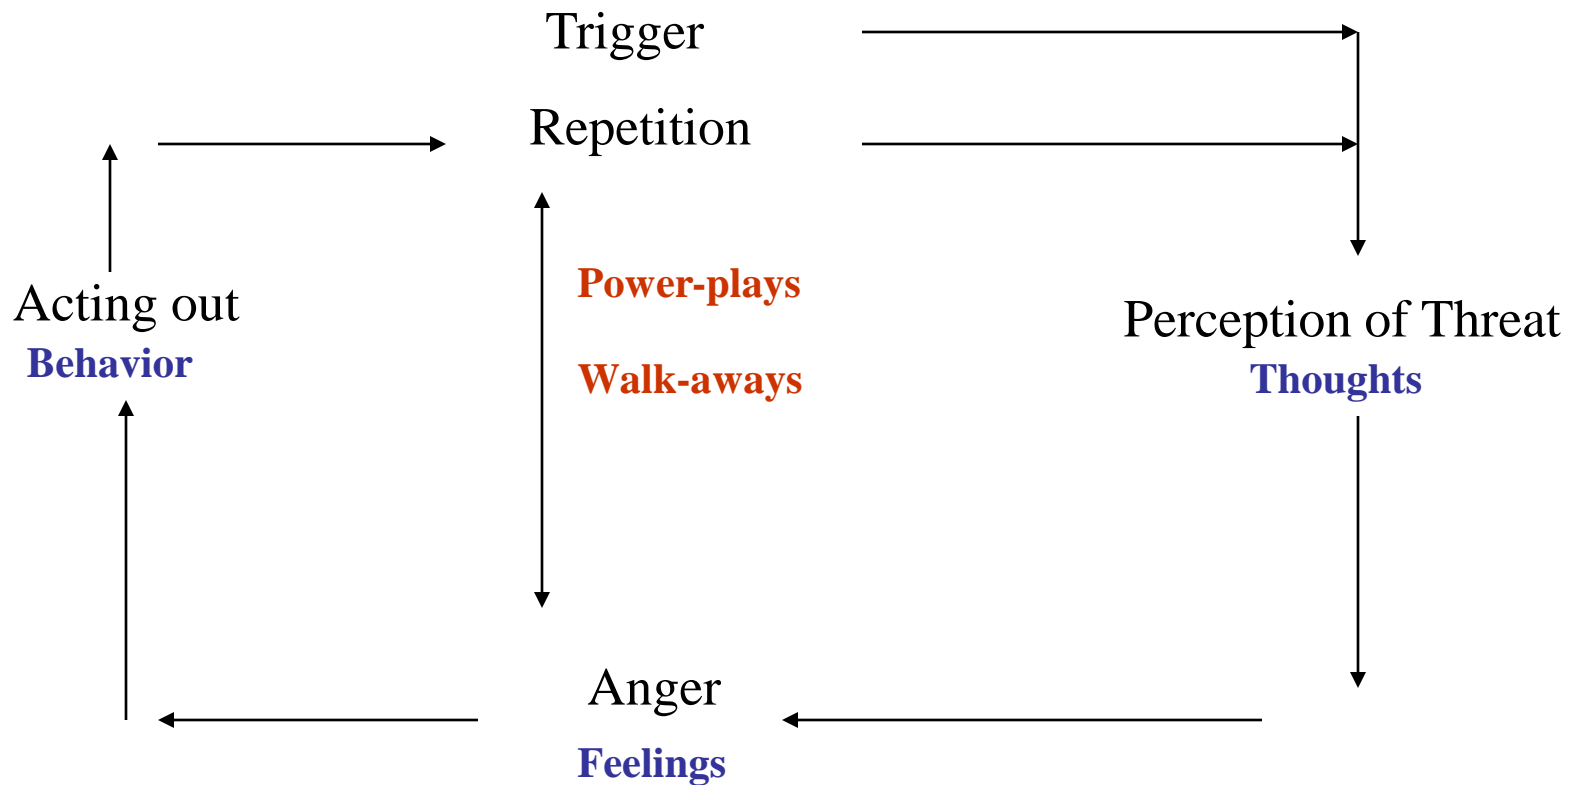 Trigger
Repetition
Power-plays
Acting out
Perception of Threat
Behavior
Walk-aways
Thoughts
Anger
Feelings